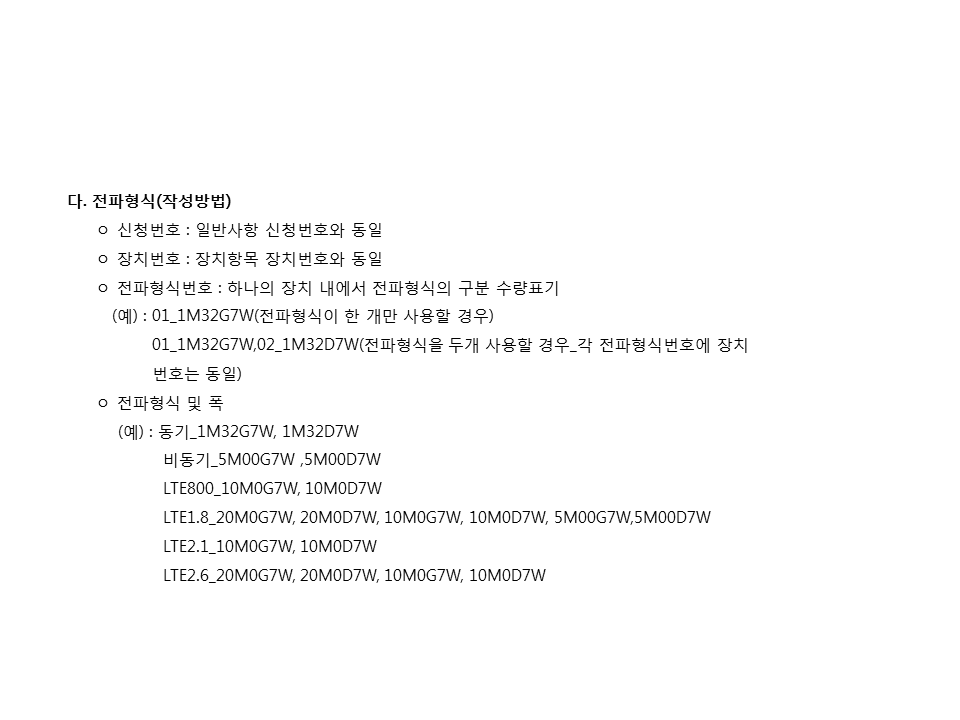 다. 전파형식(작성방법)
ㅇ 신청번호 : 일반사항 신청번호와 동일
ㅇ 장치번호 : 장치항목 장치번호와 동일
ㅇ 전파형식번호 : 하나의 장치 내에서 전파형식의 구분 수량표기
(예) : 01_1M32G7W(전파형식이 한 개만 사용할 경우)
01_1M32G7W,02_1M32D7W(전파형식을 두개 사용할 경우_각 전파형식번호에 장치
번호는 동일)
ㅇ 전파형식 및 폭
(예) : 동기_1M32G7W, 1M32D7W
비동기_5M00G7W ,5M00D7W
LTE800_10M0G7W, 10M0D7W
LTE1.8_20M0G7W, 20M0D7W, 10M0G7W, 10M0D7W, 5M00G7W,5M00D7W
LTE2.1_10M0G7W, 10M0D7W
LTE2.6_20M0G7W, 20M0D7W, 10M0G7W, 10M0D7W